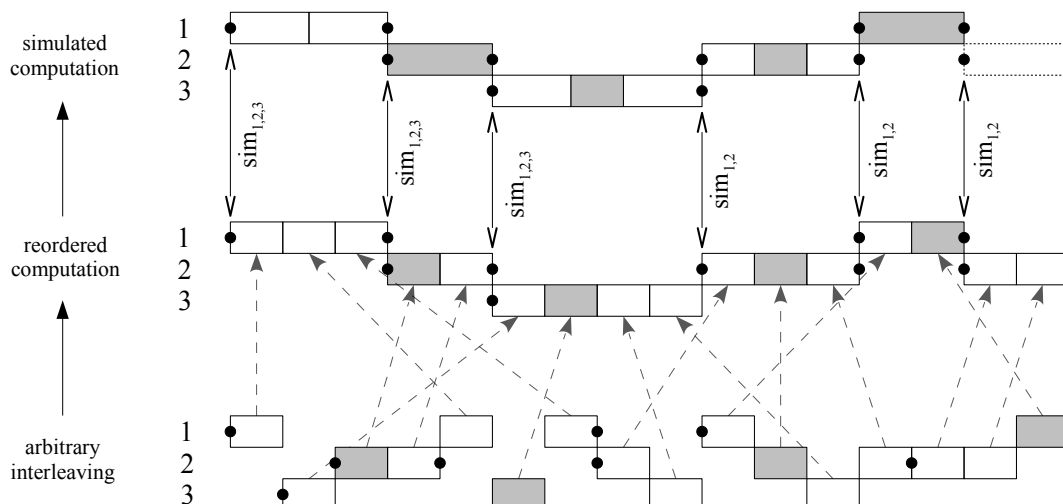 simulated
computation
1
2
3
sim1,2,3
sim1,2,3
sim1,2,3
sim1,2
sim1,2
sim1,2
reordered
computation
1
2
3
arbitrary
interleaving
1
2
3